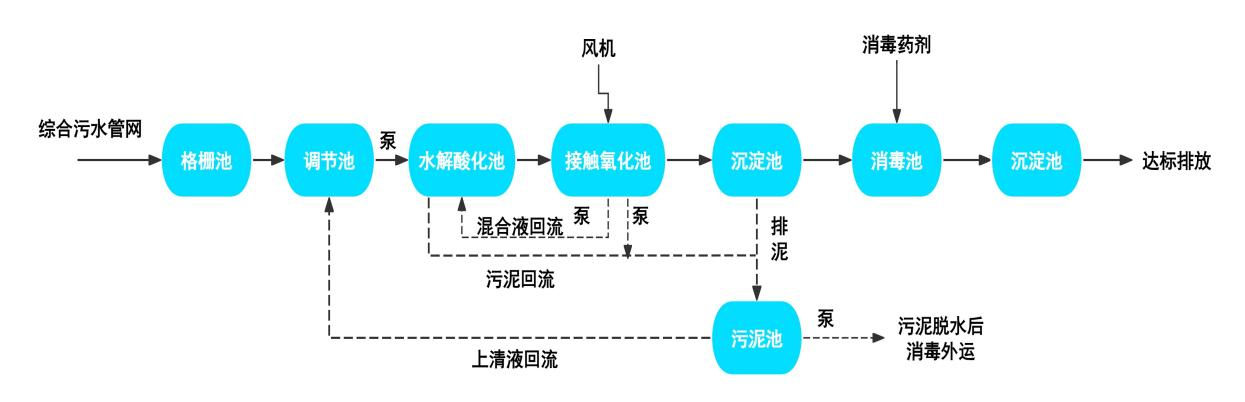 风机
消毒药剂
综合污水管网
泵
格栅池
调节池
水解酸化池
接触氧化池
沉淀池
消毒池
沉淀池
达标排放
混合液回流
泵
泵
排
泥
污泥回流
污泥池
泵
污泥脱水后
消毒外运
上清液回流